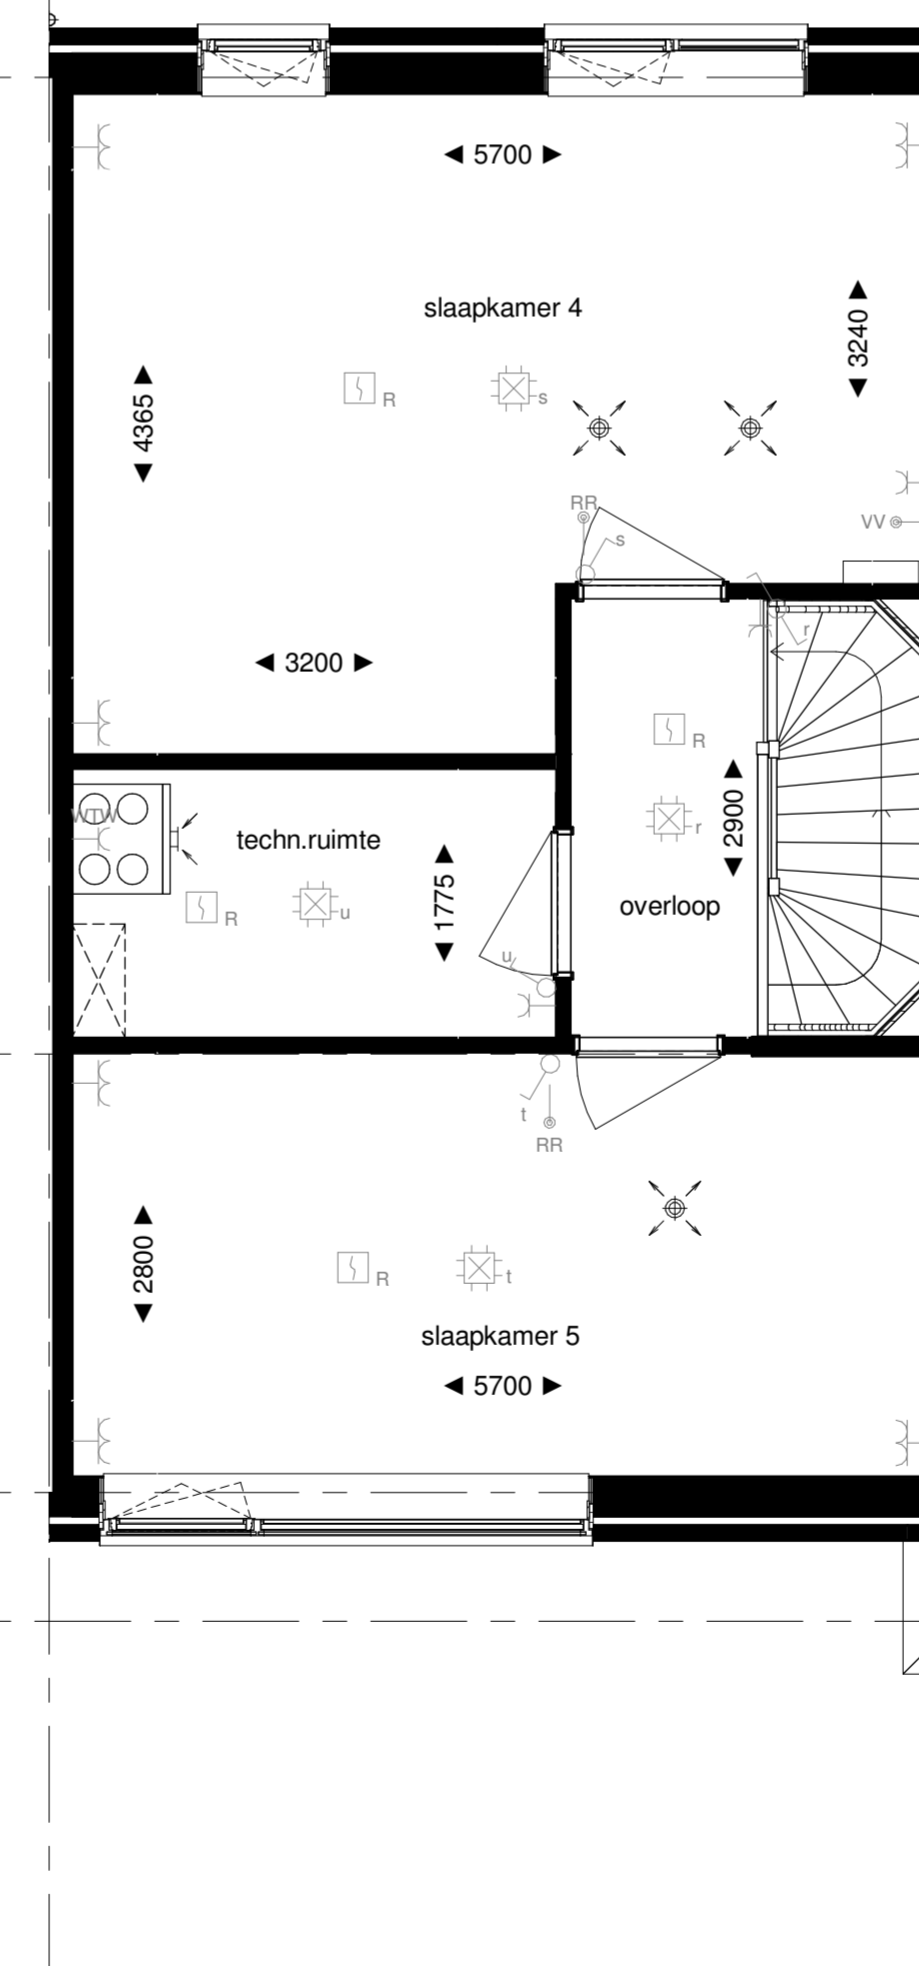 5700
slaapkamer 4
3240
4365
R
s
RR
s
VV
r
3200
R
2900
r
WTW
techn.ruimte
1775
R
u
overloop
u
t
RR
2800
R
t
slaapkamer 5
5700